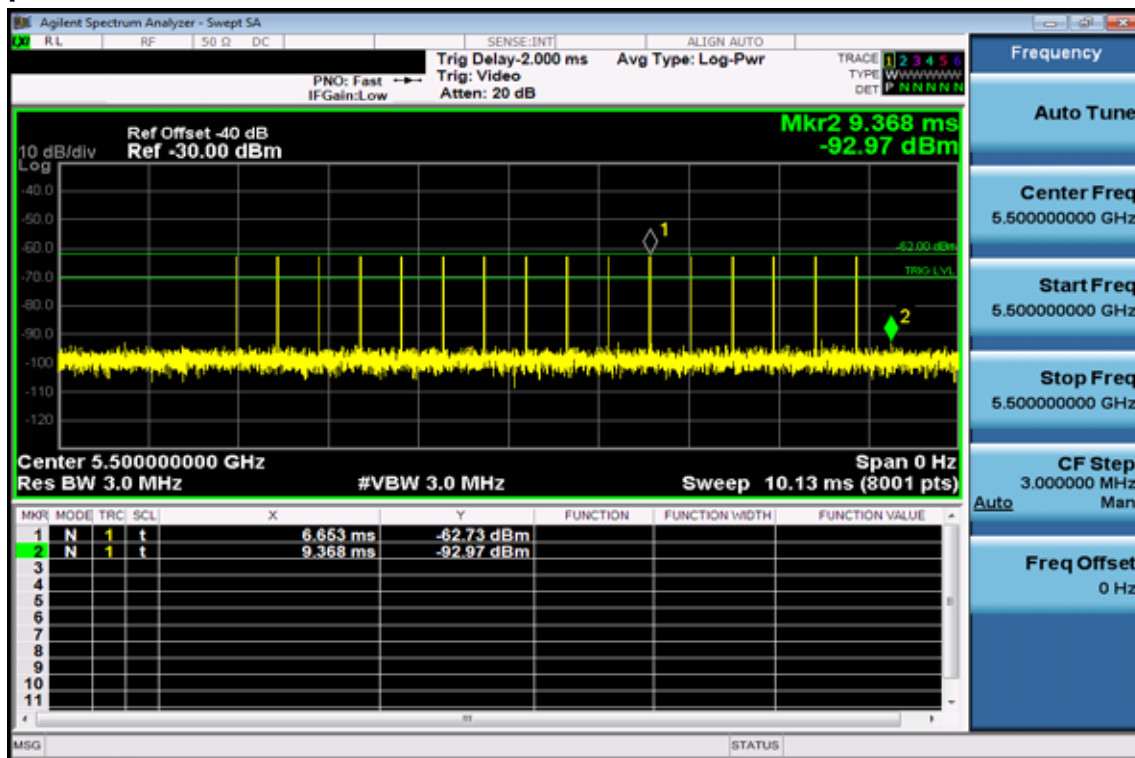 Agilent Spectrum Analyzer - Swept SA
RL RF 50 Ω DC SENSE:INT ALIGN AUTO
Trig Delay-2.000 ms Avg Type: Log-Pwr TRACE 1 2 3 4 5 6
PNO: Fast Trig: Video TYPE WWWWWW
IFGain:Low Atten: 20 dB DET P N N N N N
Mkr2 9.368 ms
Ref Offset -40 dB
10 dB/div Ref -30.00 dBm -92.97 dBm
Log
-40.0
-50.0
1
-60.0
-62.00 dBm
-70.0
TRIG LVL
-80.0
2
-90.0
-100
-110
-120
Center 5.500000000 GHz Span 0 Hz
Res BW 3.0 MHz #VBW 3.0 MHz Sweep 10.13 ms (8001 pts)
MKR MODE TRC SCL X Y FUNCTION FUNCTION WIDTH FUNCTION VALUE
1 N 1 t 6.653 ms -62.73 dBm
2 N 1 t 9.368 ms -92.97 dBm
3
4
5
6
7
8
9
10
11
MSG STATUS
Frequency
Auto Tune
Center Freq
5.500000000 GHz
Start Freq
5.500000000 GHz
Stop Freq
5.500000000 GHz
CF Step
3.000000 MHz
Auto Man
Freq Offset
0 Hz